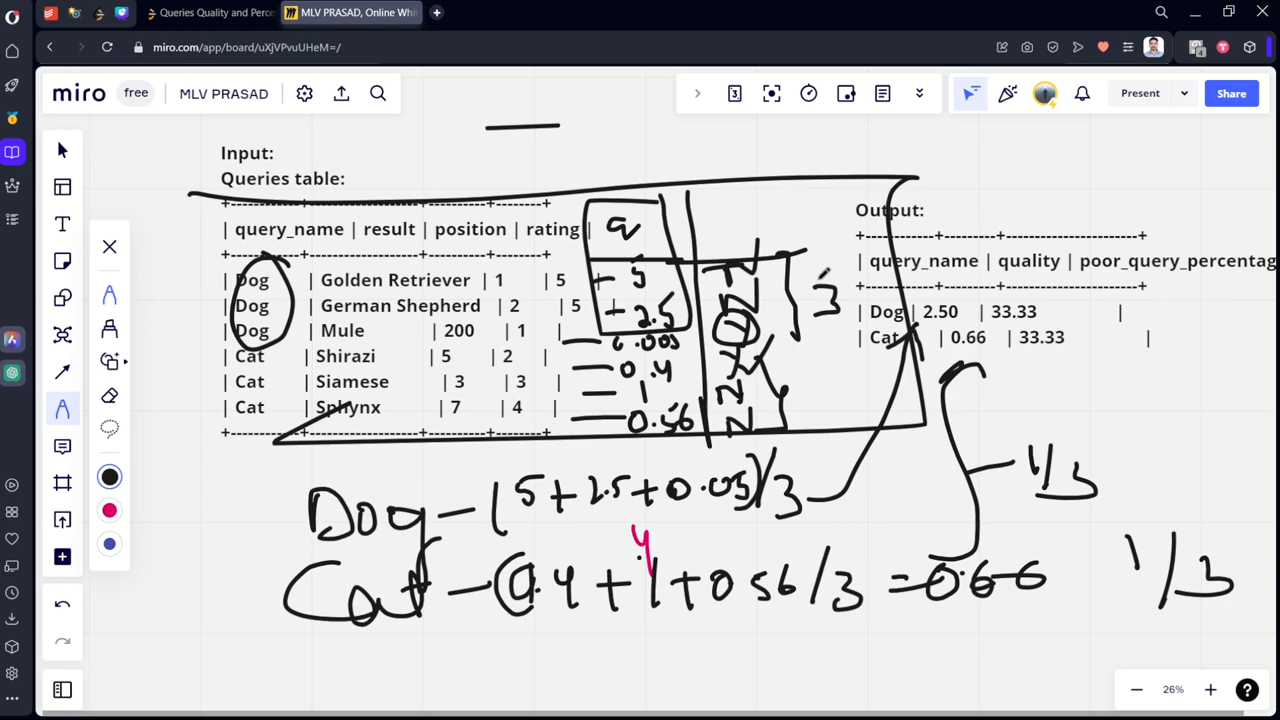 Queries Quality and Perce
MLV PRASAD, Online Whi
miro.com/app/board/uXjVPvuUHeM=/
miro free MLV PRASAD
3 Present Share
Input:
Queries table:
+------------+-------------------+----------+--------+
| query_name | result | position | rating |
+------------+-------------------+----------+--------+
| Dog | Golden Retriever | 1 | 5 |
| Dog | German Shepherd | 2 | 5 |
| Dog | Mule | 200 | 1 |
| Cat | Shirazi | 5 | 2 |
| Cat | Siamese | 3 | 3 |
| Cat | Sphynx | 7 | 4 |
+------------+-------------------+----------+--------+
q
5
2.5 N
0.005
0.4 Y
1 N
0.56 N
3
Output:
+------------+---------+-----------------------+
| query_name | quality | poor_query_percentag
+------------+---------+-----------------------+
| Dog | 2.50 | 33.33 |
| Cat | 0.66 | 33.33 |
1/3
Dog - (5+2.5+0.05)/3
4
Cat - (0.4+1+0.56/3 = 0.66
1/3
26%